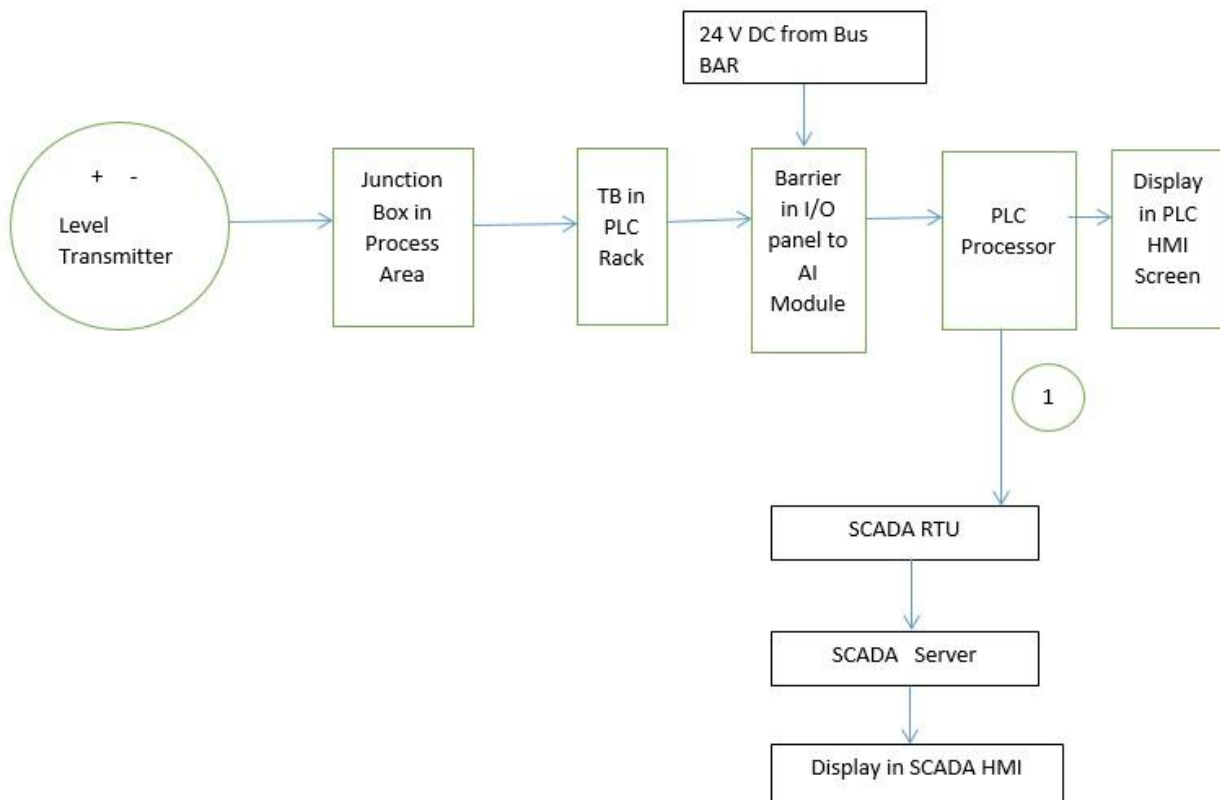 24 V DC from Bus
BAR
+ -
Level
Transmitter
Junction
Box in
Process
Area
TB in
PLC
Rack
Barrier
in I/O
panel to
AI
Module
PLC
Processor
Display
in PLC
HMI
Screen
1
SCADA RTU
SCADA Server
Display in SCADA HMI